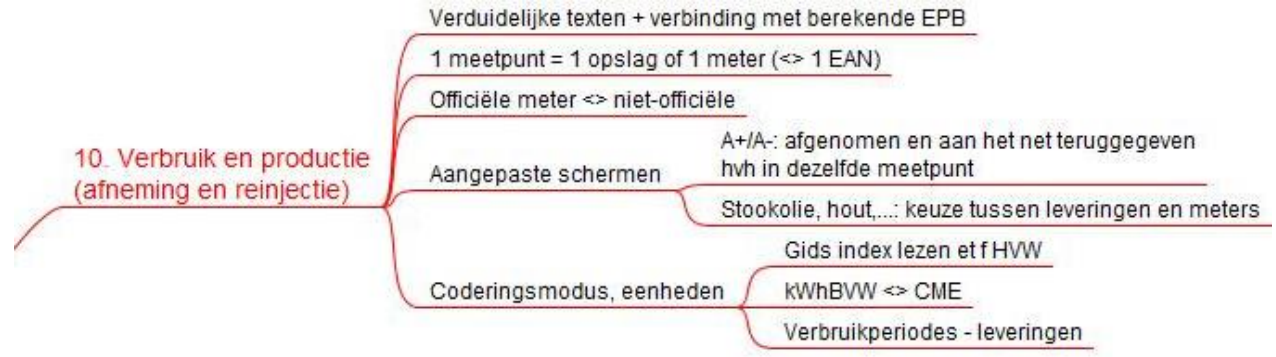 10. Verbruik en productie
(afneming en reinjectie)
Verduidelijke texten + verbinding met berekende EPB
1 meetpunt = 1 opslag of 1 meter (<> 1 EAN)
Officiële meter <> niet-officiële
Aangepaste schermen
A+/A-: afgenomen en aan het net teruggegeven
hvh in dezelfde meetpunt
Stookolie, hout,...: keuze tussen leveringen en meters
Coderingsmodus, eenheden
Gids index lezen et f HVW
kWhBVW <> CME
Verbruikperiodes - leveringen